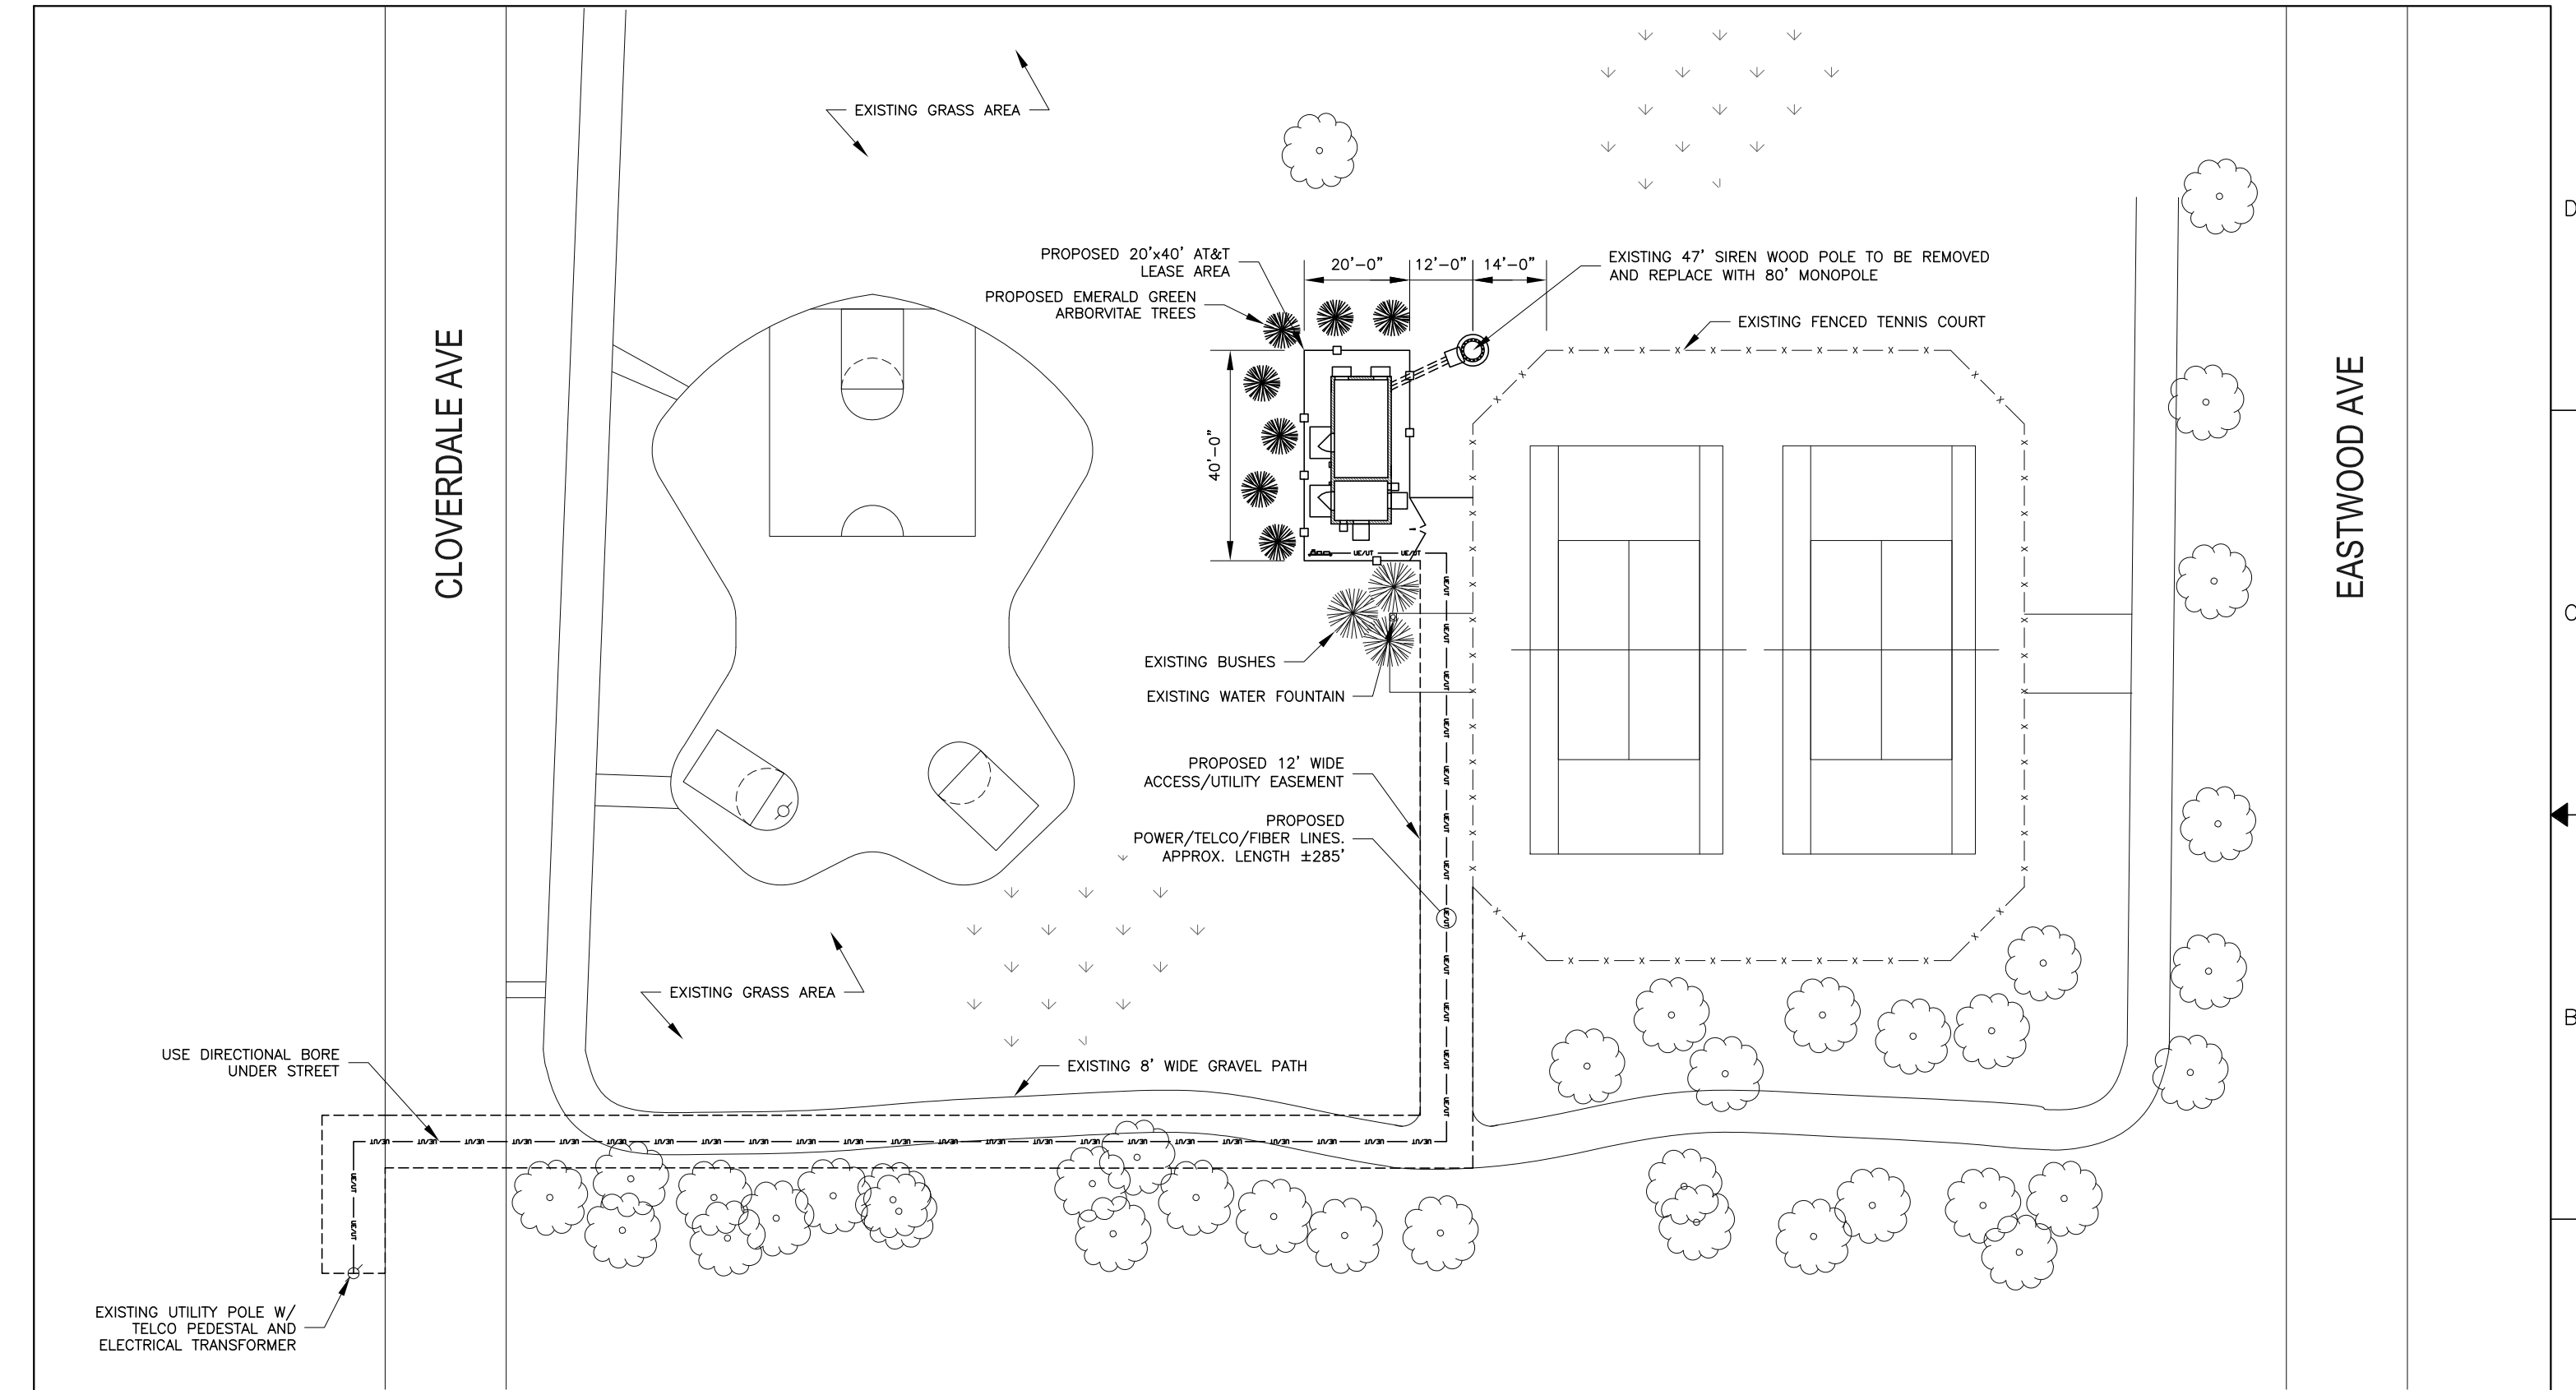 EXISTING GRASS AREA
D
PROPOSED 20'x40' AT&T
LEASE AREA
20'-0"
12'-0"
14'-0"
EXISTING 47' SIREN WOOD POLE TO BE REMOVED
AND REPLACE WITH 80' MONOPOLE
PROPOSED EMERALD GREEN
ARBORVITAE TREES
EXISTING FENCED TENNIS COURT
CLOVERDALE AVE
EASTWOOD AVE
40'-0"
UE/UT UE/UT
EXISTING BUSHES
EXISTING WATER FOUNTAIN
PROPOSED 12' WIDE
ACCESS/UTILITY EASEMENT
PROPOSED
POWER/TELCO/FIBER LINES.
APPROX. LENGTH ±285'
EXISTING GRASS AREA
B
USE DIRECTIONAL BORE
UNDER STREET
EXISTING 8' WIDE GRAVEL PATH
EXISTING UTILITY POLE W/
TELCO PEDESTAL AND
ELECTRICAL TRANSFORMER